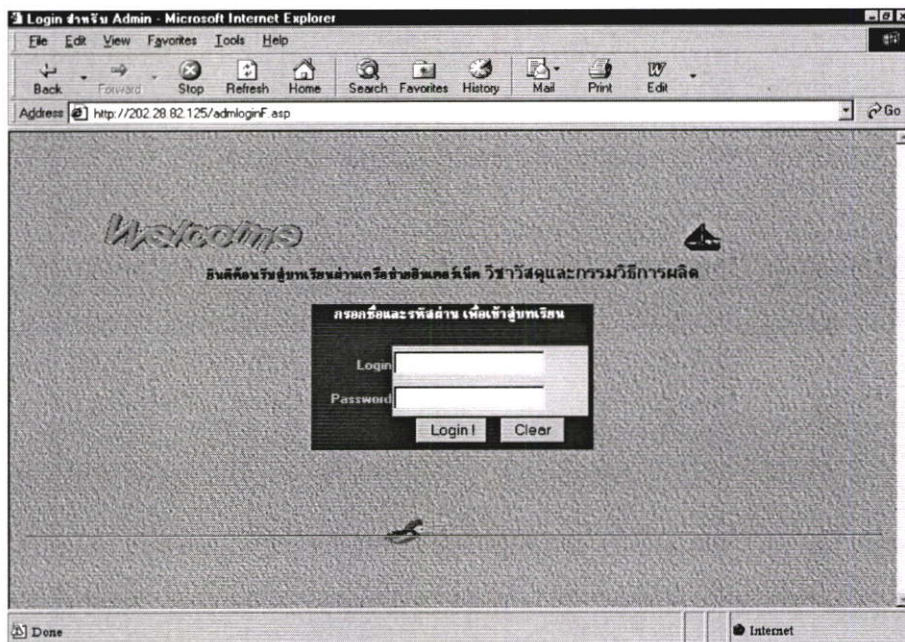 Login สำหรับ Admin - Microsoft Internet Explorer
File Edit View Favorites Tools Help
Back Forward Stop Refresh Home Search Favorites History Mail Print Edit
Address http://202.28.82.125/admloginF.asp Go
Welcome
ยินดีต้อนรับสู่บทเรียนผ่านเครือข่ายอินเตอร์เน็ต วิชาวัสดุและกรรมวิธีการผลิต
กรอกชื่อและรหัสผ่าน เพื่อเข้าสู่บทเรียน
Login
Password
Login ! Clear
Done Internet